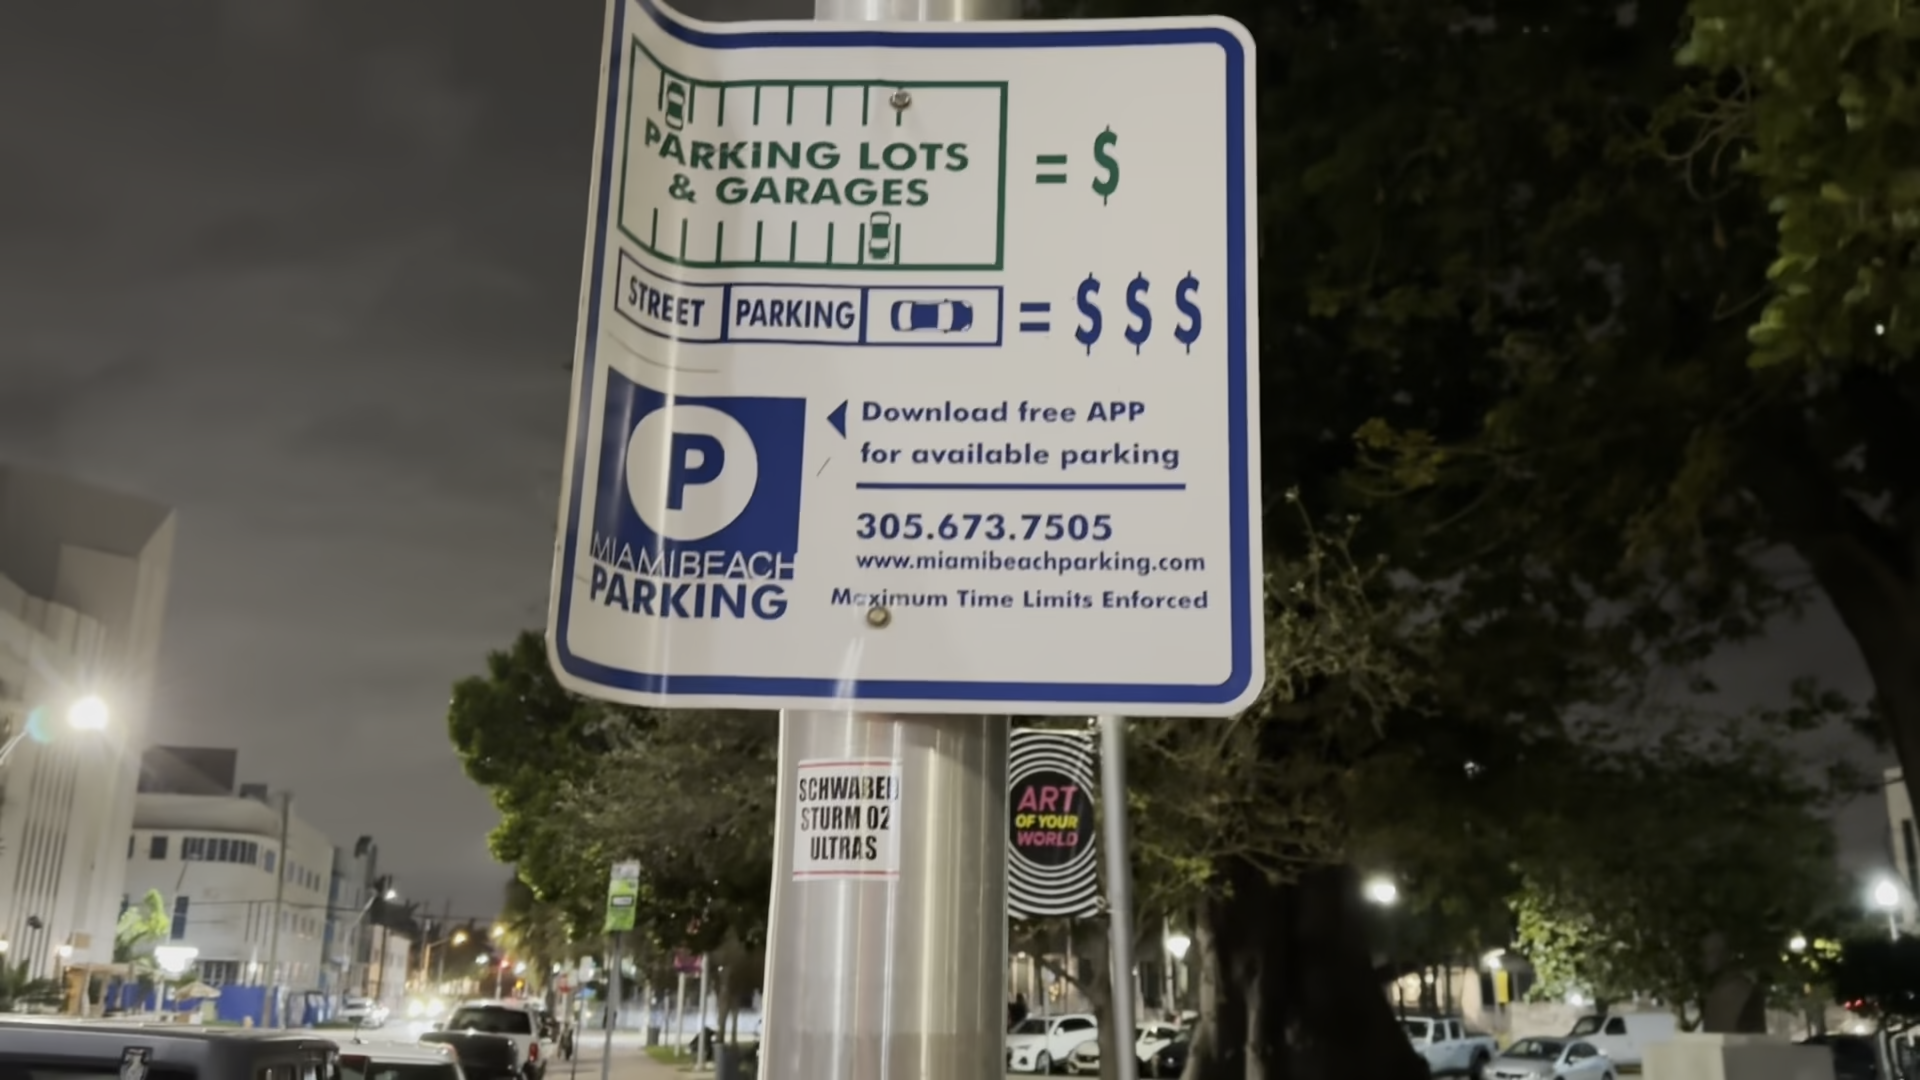 PARKING LOTS
& GARAGES
= $
STREET PARKING = $ $ $
P
MIAMIBEACH
PARKING
Download free APP
for available parking
305.673.7505
www.miamibeachparking.com
Maximum Time Limits Enforced
SCHWABEN
STURM 02
ULTRAS
ART
OF YOUR
WORLD